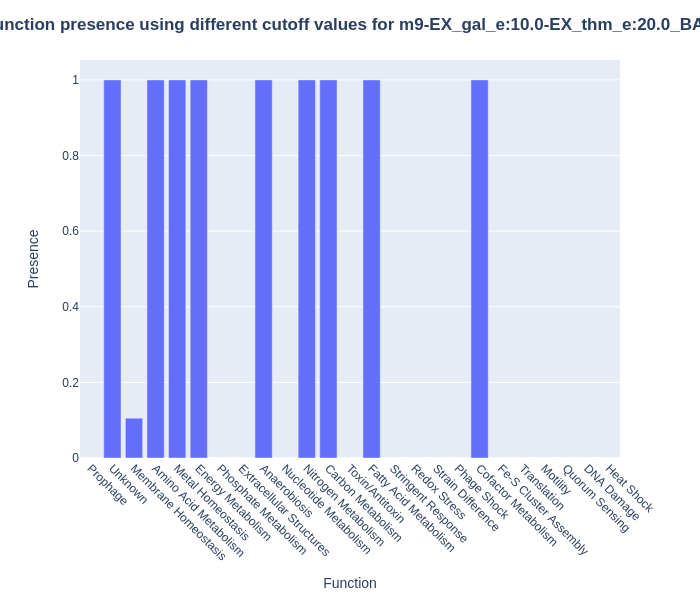 unction presence using different cutoff values for m9-EX_gal_e:10.0-EX_thm_e:20.0_BA
1
0.8
0.6
0.4
0.2
0
Presence
Prophage
Unknown
Membrane Homeostasis
Amino Acid Metabolism
Metal Homeostasis
Energy Metabolism
Phosphate Metabolism
Extracellular Structures
Anaerobiosis
Nucleotide Metabolism
Nitrogen Metabolism
Carbon Metabolism
Toxin/Antitoxin
Fatty Acid Metabolism
Stringent Response
Redox Stress
Strain Difference
Phage Shock
Cofactor Metabolism
Fe-S Cluster Assembly
Translation
Motility
Quorum Sensing
DNA Damage
Heat Shock
Function